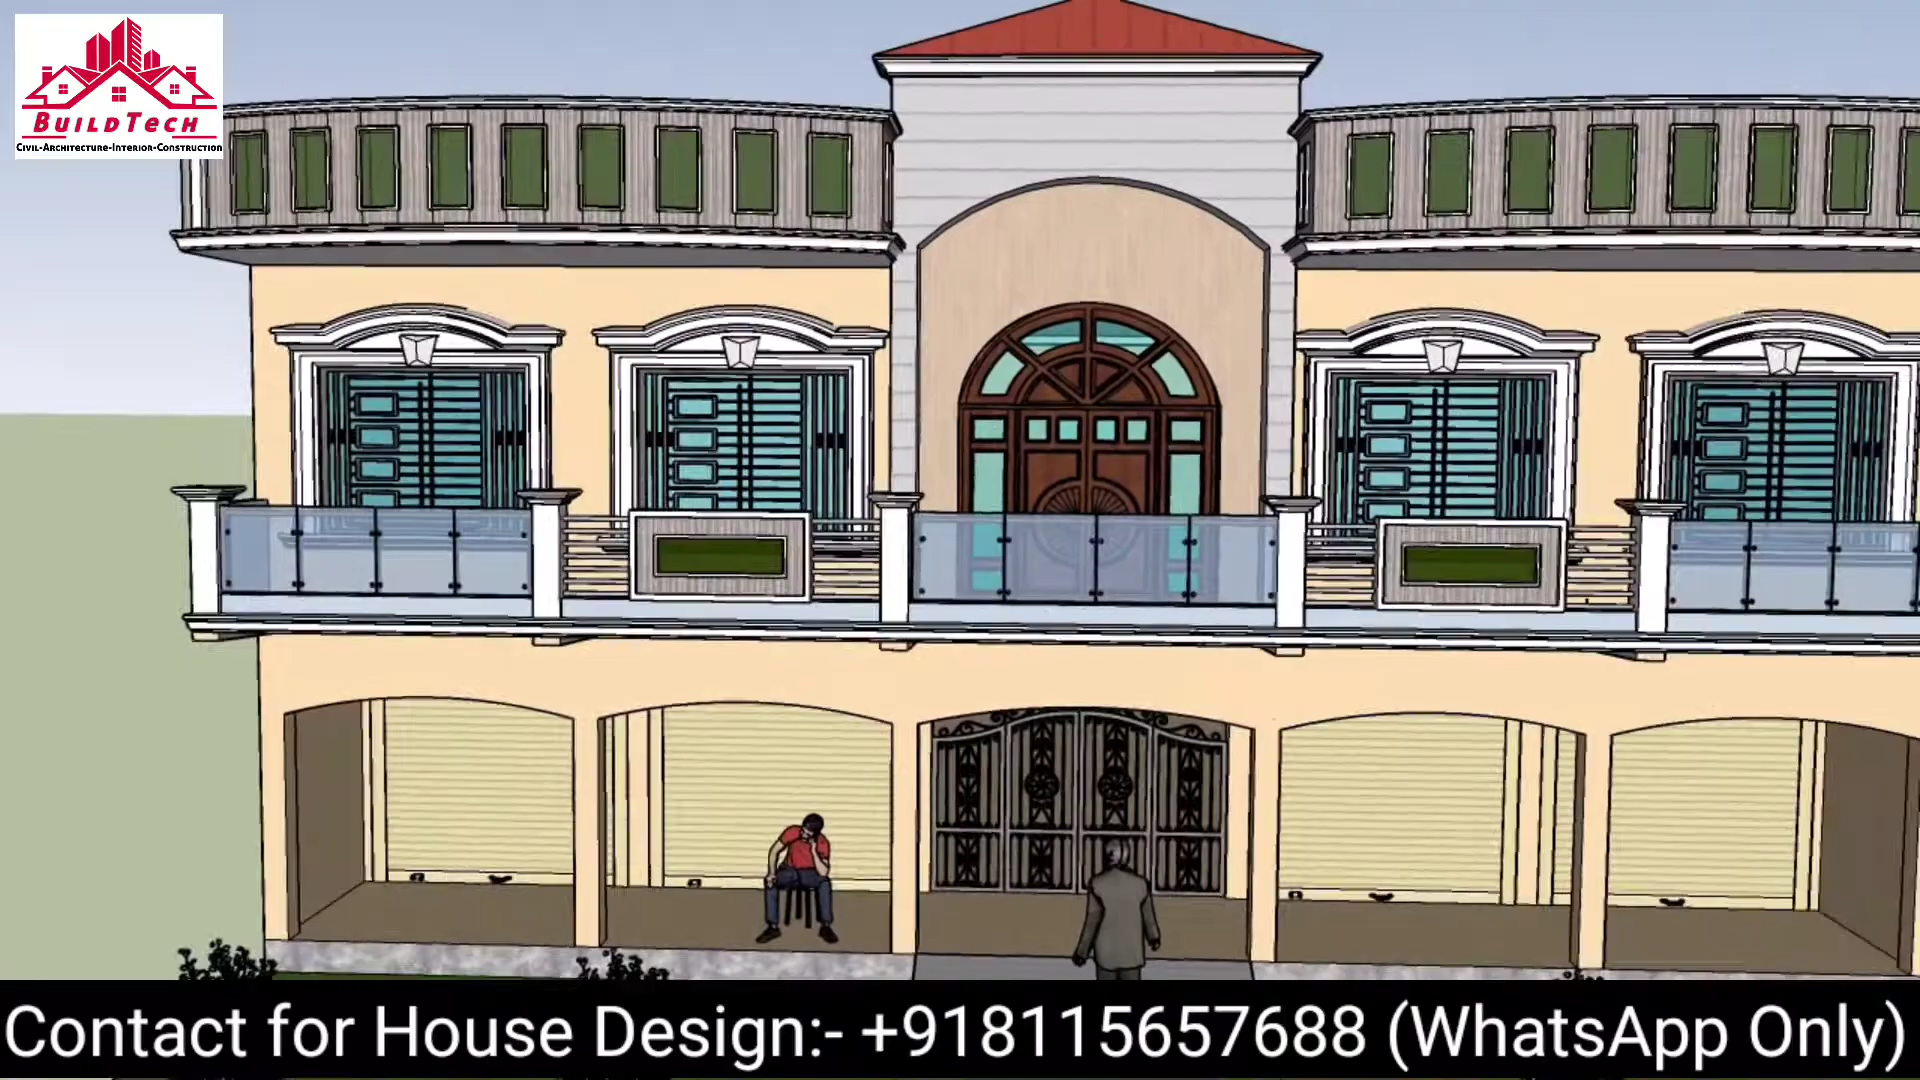 BUILDTECH
CIVIL-ARCHITECTURE-INTERIOR-CONSTRUCTION
Contact for House Design:- +918115657688 (WhatsApp Only)